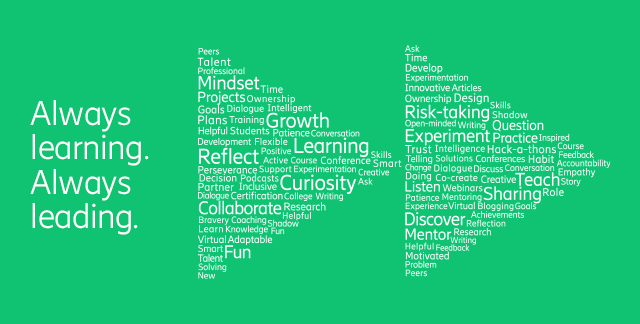 Always
learning.
Always
leading.
Peers
Talent
Professional
Mindset Time
Projects Ownership
Goals Dialogue Intelligent
Plans Training Growth
Helpful Students Patience Conversation
Development Flexible
Positive Learning
Reflect Active Course Conference Skills
Smart
Perseverance Support Experimentation Creative
Decision Podcasts Curiosity Ask
Partner Inclusive
Dialogue Certification College Writing
Collaborate Research
Helpful
Bravery Coaching Shadow
Learn Knowledge Fun
Virtual Adaptable
Smart Fun
Talent
Solving
New
Ask
Time
Develop
Experimentation
Innovative Articles
Ownership Design Skills
Risk-taking Shadow
Open-minded Writing Question
Experiment Practice Inspired
Trust Intelligence Hack-a-thons Course
Feedback
Telling Solutions Conferences Habit Accountability
Change Dialogue Discuss Conversation Empathy
Doing Co-create Creative Teach Story
Listen Webinars Sharing Role
Patience Mentoring
Experience Virtual Blogging Goals
Discover Achievements
Reflection
Mentor Research
Writing
Helpful Feedback
Motivated
Problem
Peers